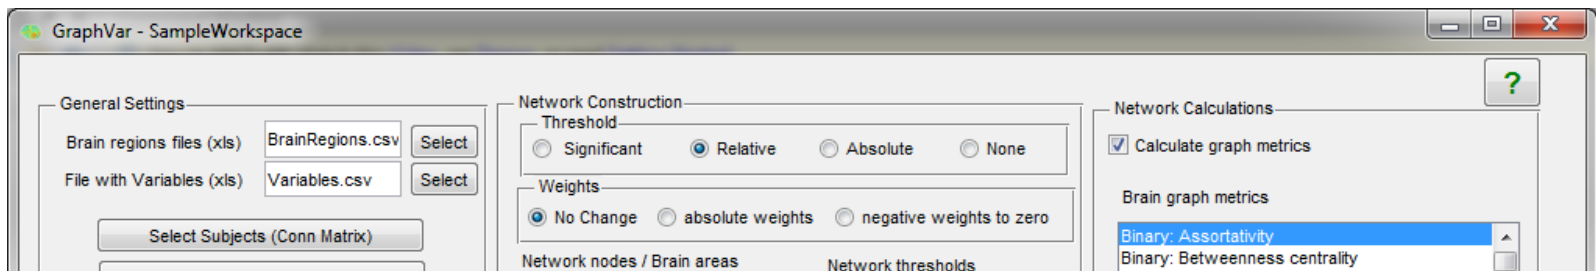 GraphVar - SampleWorkspace
?
General Settings
Brain regions files (xls) BrainRegions.csv Select
File with Variables (xls) Variables.csv Select
Select Subjects (Conn Matrix)
Network Construction
Threshold
Significant Relative Absolute None
Weights
No Change absolute weights negative weights to zero
Network nodes / Brain areas Network thresholds
Network Calculations
Calculate graph metrics
Brain graph metrics
Binary: Assortativity
Binary: Betweenness centrality